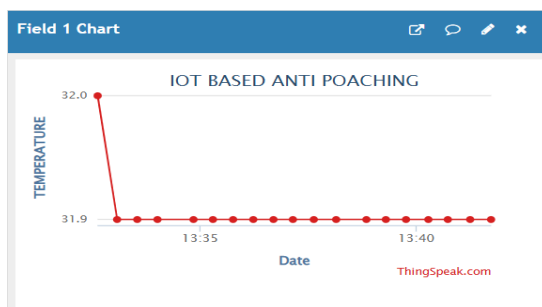 Field 1 Chart
IOT BASED ANTI POACHING
32.0
TEMPERATURE
31.9
13:35 13:40
Date
ThingSpeak.com